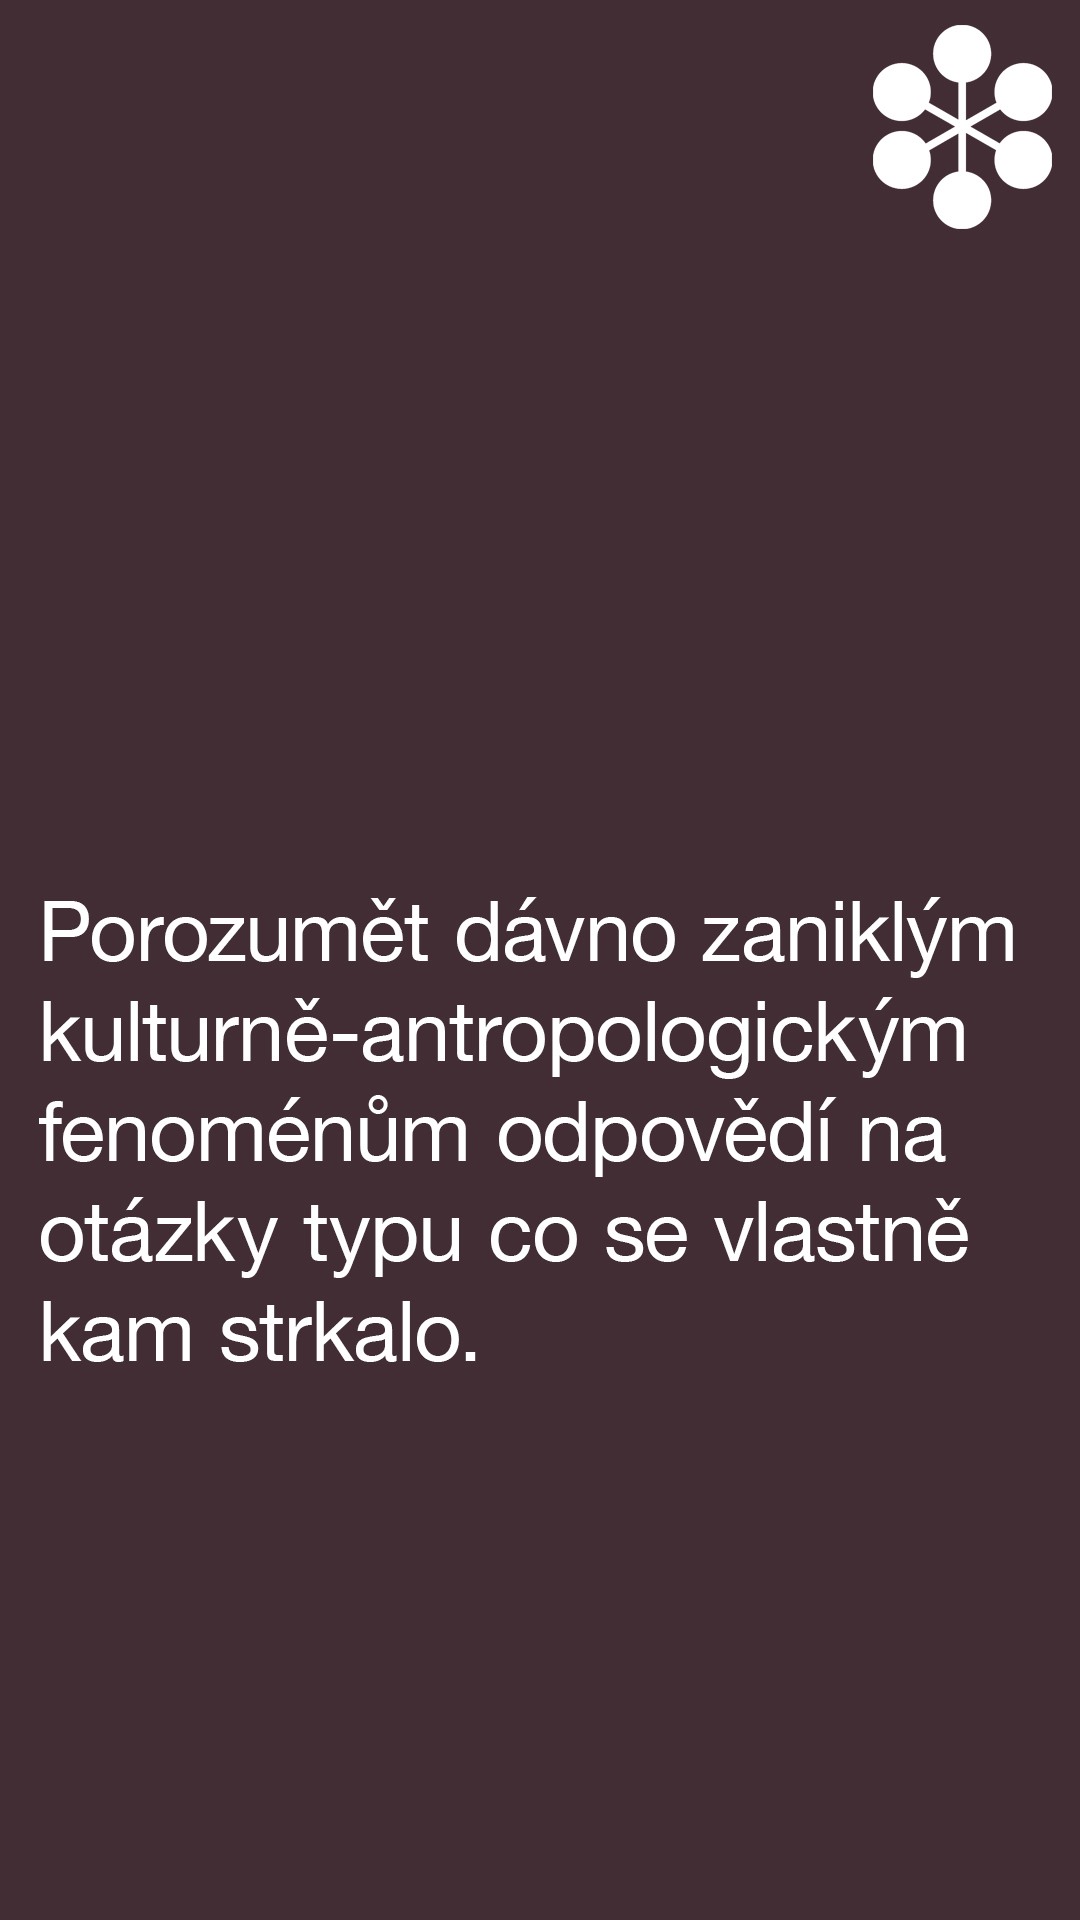 Porozumět dávno zaniklým
kulturně-antropologickým
fenoménům odpovědí na
otázky typu co se vlastně
kam strkalo.